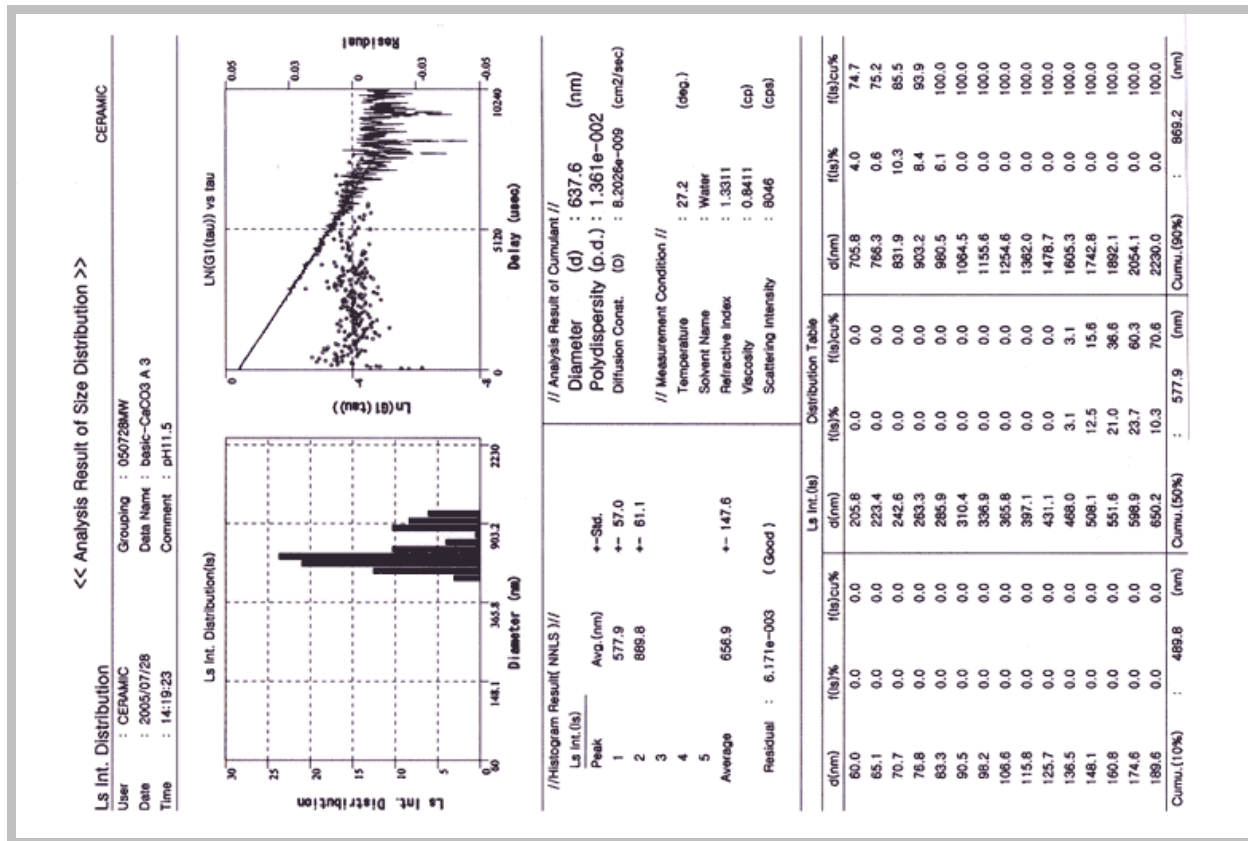 << Analysis Result of Size Distribution >>
Ls Int. Distribution CERAMIC
User : CERAMIC Grouping : 050728MW
Date : 2005/07/28 Data Name : basic-CaCO3 A 3
Time : 14:19:23 Comment : pH11.5
Ls Int. Distribution(Is)
Ls Int. Distribution
30
25
20
15
10
5
0
60 148.1 365.8 903.2 2230
Diameter (nm)
LN(G1(tau)) vs tau
Ln(G1(tau))
0
-4
-8
0 5120 10240
Delay (usec)
0.05
0.03
0
-0.03
-0.05
Residual
//Histogram Result( NNLS )//
Ls Int.(Is)
Peak Avg.(nm) +-Std.
1 577.9 +- 57.0
2 889.8 +- 61.1
3
4
5
Average 656.9 +- 147.6
Residual : 6.171e-003 ( Good )
// Analysis Result of Cumulant //
Diameter (d) : 637.6 (nm)
Polydispersity (p.d.) : 1.361e-002
Diffusion Const. (D) : 8.2026e-009 (cm2/sec)
// Measurement Condition //
Temperature : 27.2 (deg.)
Solvent Name : Water
Refractive Index : 1.3311
Viscosity : 0.8411 (cp)
Scattering Intensity : 8046 (cps)
Ls Int.(Is) Distribution Table
d(nm) f(Is)% f(Is)cu% d(nm) f(Is)% f(Is)cu% d(nm) f(Is)% f(Is)cu%
60.0 0.0 0.0 205.8 0.0 0.0 705.8 4.0 74.7
65.1 0.0 0.0 223.4 0.0 0.0 766.3 0.6 75.2
70.7 0.0 0.0 242.6 0.0 0.0 831.9 10.3 85.5
76.8 0.0 0.0 263.3 0.0 0.0 903.2 8.4 93.9
83.3 0.0 0.0 285.9 0.0 0.0 980.5 6.1 100.0
90.5 0.0 0.0 310.4 0.0 0.0 1064.5 0.0 100.0
98.2 0.0 0.0 336.9 0.0 0.0 1155.6 0.0 100.0
106.6 0.0 0.0 365.8 0.0 0.0 1254.6 0.0 100.0
115.8 0.0 0.0 397.1 0.0 0.0 1362.0 0.0 100.0
125.7 0.0 0.0 431.1 0.0 0.0 1478.7 0.0 100.0
136.5 0.0 0.0 468.0 3.1 3.1 1605.3 0.0 100.0
148.1 0.0 0.0 508.1 12.5 15.6 1742.8 0.0 100.0
160.8 0.0 0.0 551.6 21.0 36.6 1892.1 0.0 100.0
174.6 0.0 0.0 598.9 23.7 60.3 2054.1 0.0 100.0
189.6 0.0 0.0 650.2 10.3 70.6 2230.0 0.0 100.0
Cumu.(10%) : 489.8 (nm) Cumu.(50%) : 577.9 (nm) Cumu.(90%) : 869.2 (nm)